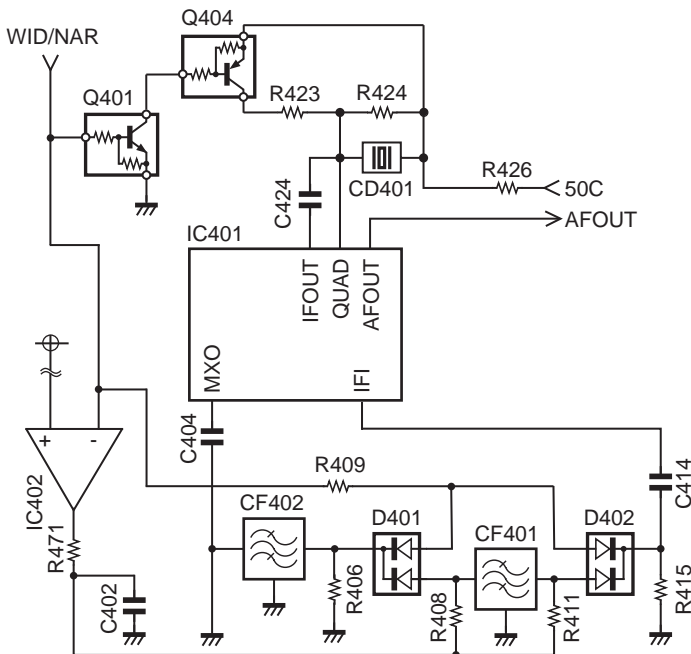 Q404
WID/NAR
Q401
R423
R424
C424
CD401
R426
50C
AFOUT
IC401
IFOUT
QUAD
AFOUT
MXO
IFI
C404
+
-
IC402
R409
C414
R471
CF402
D401
CF401
D402
C402
R406
R408
R411
R415